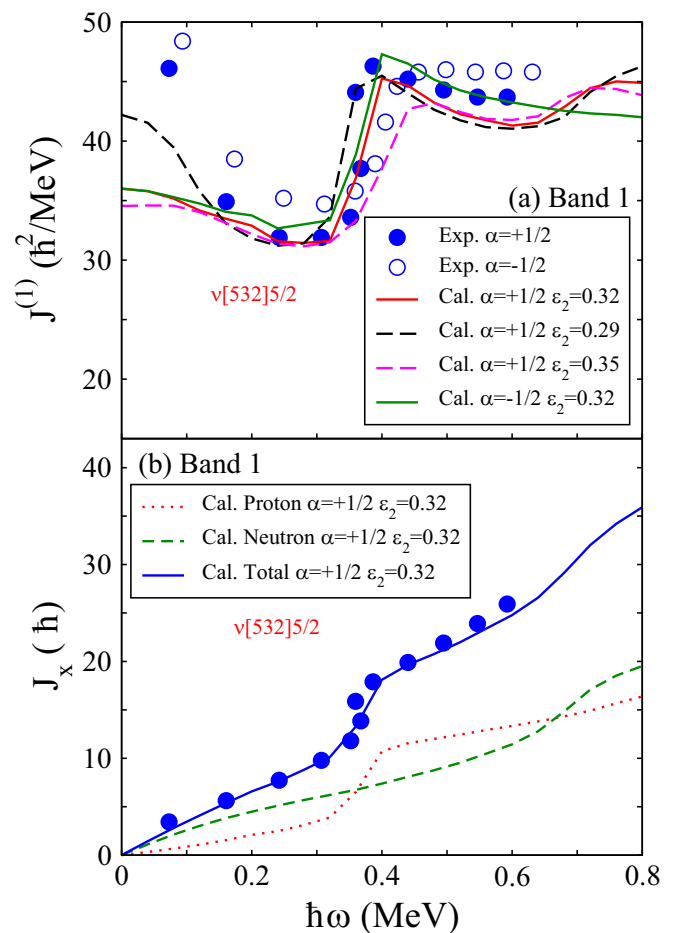 50
40
30
20
J⁽¹⁾ (ħ²/MeV)
ν[532]5/2
(a) Band 1
Exp. α=+1/2
Exp. α=-1/2
Cal. α=+1/2 ε₂=0.32
Cal. α=+1/2 ε₂=0.29
Cal. α=+1/2 ε₂=0.35
Cal. α=-1/2 ε₂=0.32
(b) Band 1
Cal. Proton α=+1/2 ε₂=0.32
Cal. Neutron α=+1/2 ε₂=0.32
Cal. Total α=+1/2 ε₂=0.32
ν[532]5/2
40
30
20
10
0
Jₓ (ħ)
0 0.2 0.4 0.6 0.8
ħω (MeV)